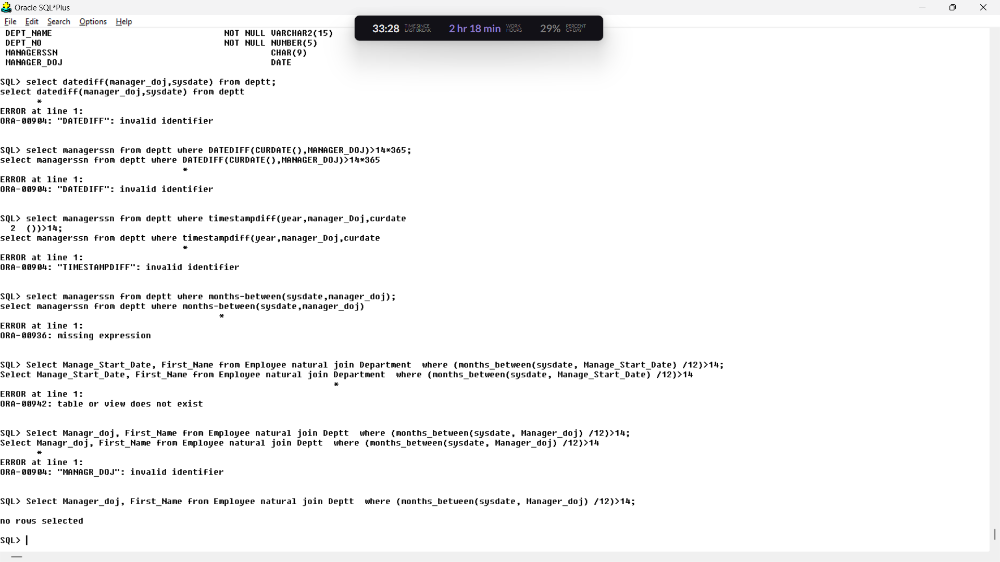 Oracle SQL*Plus
File Edit Search Options Help
33:28 TIME SINCE LAST BREAK 2 hr 18 min WORK HOURS 29% PERCENT OF DAY
DEPT_NAME NOT NULL VARCHAR2(15)
DEPT_NO NOT NULL NUMBER(5)
MANAGERSSN CHAR(9)
MANAGER_DOJ DATE
SQL> select datediff(manager_doj,sysdate) from deptt;
select datediff(manager_doj,sysdate) from deptt
*
ERROR at line 1:
ORA-00904: "DATEDIFF": invalid identifier
SQL> select managerssn from deptt where DATEDIFF(CURDATE(),MANAGER_DOJ)>14*365;
select managerssn from deptt where DATEDIFF(CURDATE(),MANAGER_DOJ)>14*365
*
ERROR at line 1:
ORA-00904: "DATEDIFF": invalid identifier
SQL> select managerssn from deptt where timestampdiff(year,manager_Doj,curdate
2 ())>14;
select managerssn from deptt where timestampdiff(year,manager_Doj,curdate
*
ERROR at line 1:
ORA-00904: "TIMESTAMPDIFF": invalid identifier
SQL> select managerssn from deptt where months-between(sysdate,manager_doj);
select managerssn from deptt where months-between(sysdate,manager_doj)
*
ERROR at line 1:
ORA-00936: missing expression
SQL> Select Manage_Start_Date, First_Name from Employee natural join Department  where (months_between(sysdate, Manage_Start_Date) /12)>14;
Select Manage_Start_Date, First_Name from Employee natural join Department  where (months_between(sysdate, Manage_Start_Date) /12)>14
*
ERROR at line 1:
ORA-00942: table or view does not exist
SQL> Select Managr_doj, First_Name from Employee natural join Deptt  where (months_between(sysdate, Manager_doj) /12)>14;
Select Managr_doj, First_Name from Employee natural join Deptt  where (months_between(sysdate, Manager_doj) /12)>14
*
ERROR at line 1:
ORA-00904: "MANAGR_DOJ": invalid identifier
SQL> Select Manager_doj, First_Name from Employee natural join Deptt  where (months_between(sysdate, Manager_doj) /12)>14;
no rows selected
SQL>